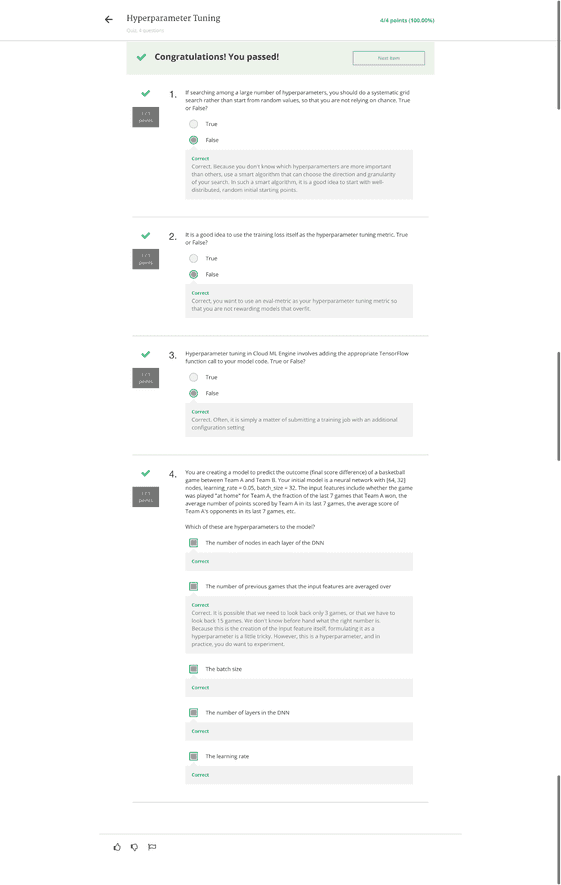 Hyperparameter Tuning
4/4 points (100.00%)
Quiz, 4 questions
Congratulations! You passed!
Next Item
1 / 1
points
1.
If searching among a large number of hyperparameters, you should do a systematic grid
search rather than start from random values, so that you are not relying on chance. True
or False?
True
False
Correct
Correct. Because you don't know which hyperparameters are more important
than others, use a smart algorithm that can choose the direction and granularity
of your search. In such a smart algorithm, it is a good idea to start with well-
distributed, random initial starting points.
1 / 1
points
2.
It is a good idea to use the training loss itself as the hyperparameter tuning metric. True
or False?
True
False
Correct
Correct, you want to use an eval-metric as your hyperparameter tuning metric so
that you are not rewarding models that overfit.
1 / 1
points
3.
Hyperparameter tuning in Cloud ML Engine involves adding the appropriate TensorFlow
function call to your model code. True or False?
True
False
Correct
Correct. Often, it is simply a matter of submitting a training job with an additional
configuration setting
1 / 1
points
4.
You are creating a model to predict the outcome (final score difference) of a basketball
game between Team A and Team B. Your initial model is a neural network with [64, 32]
nodes, learning_rate = 0.05, batch_size = 32. The input features include whether the game
was played "at home" for Team A, the fraction of the last 7 games that Team A won, the
average number of points scored by Team A in its last 7 games, the average score of
Team A's opponents in its last 7 games, etc.
Which of these are hyperparameters to the model?
The number of nodes in each layer of the DNN
Correct
The number of previous games that the input features are averaged over
Correct
Correct. It is possible that we need to look back only 3 games, or that we have to
look back 15 games. We don't know before hand what the right number is.
Because this is the creation of the input feature itself, formulating it as a
hyperparameter is a little tricky. However, this is a hyperparameter, and in
practice, you do want to experiment.
The batch size
Correct
The number of layers in the DNN
Correct
The learning rate
Correct